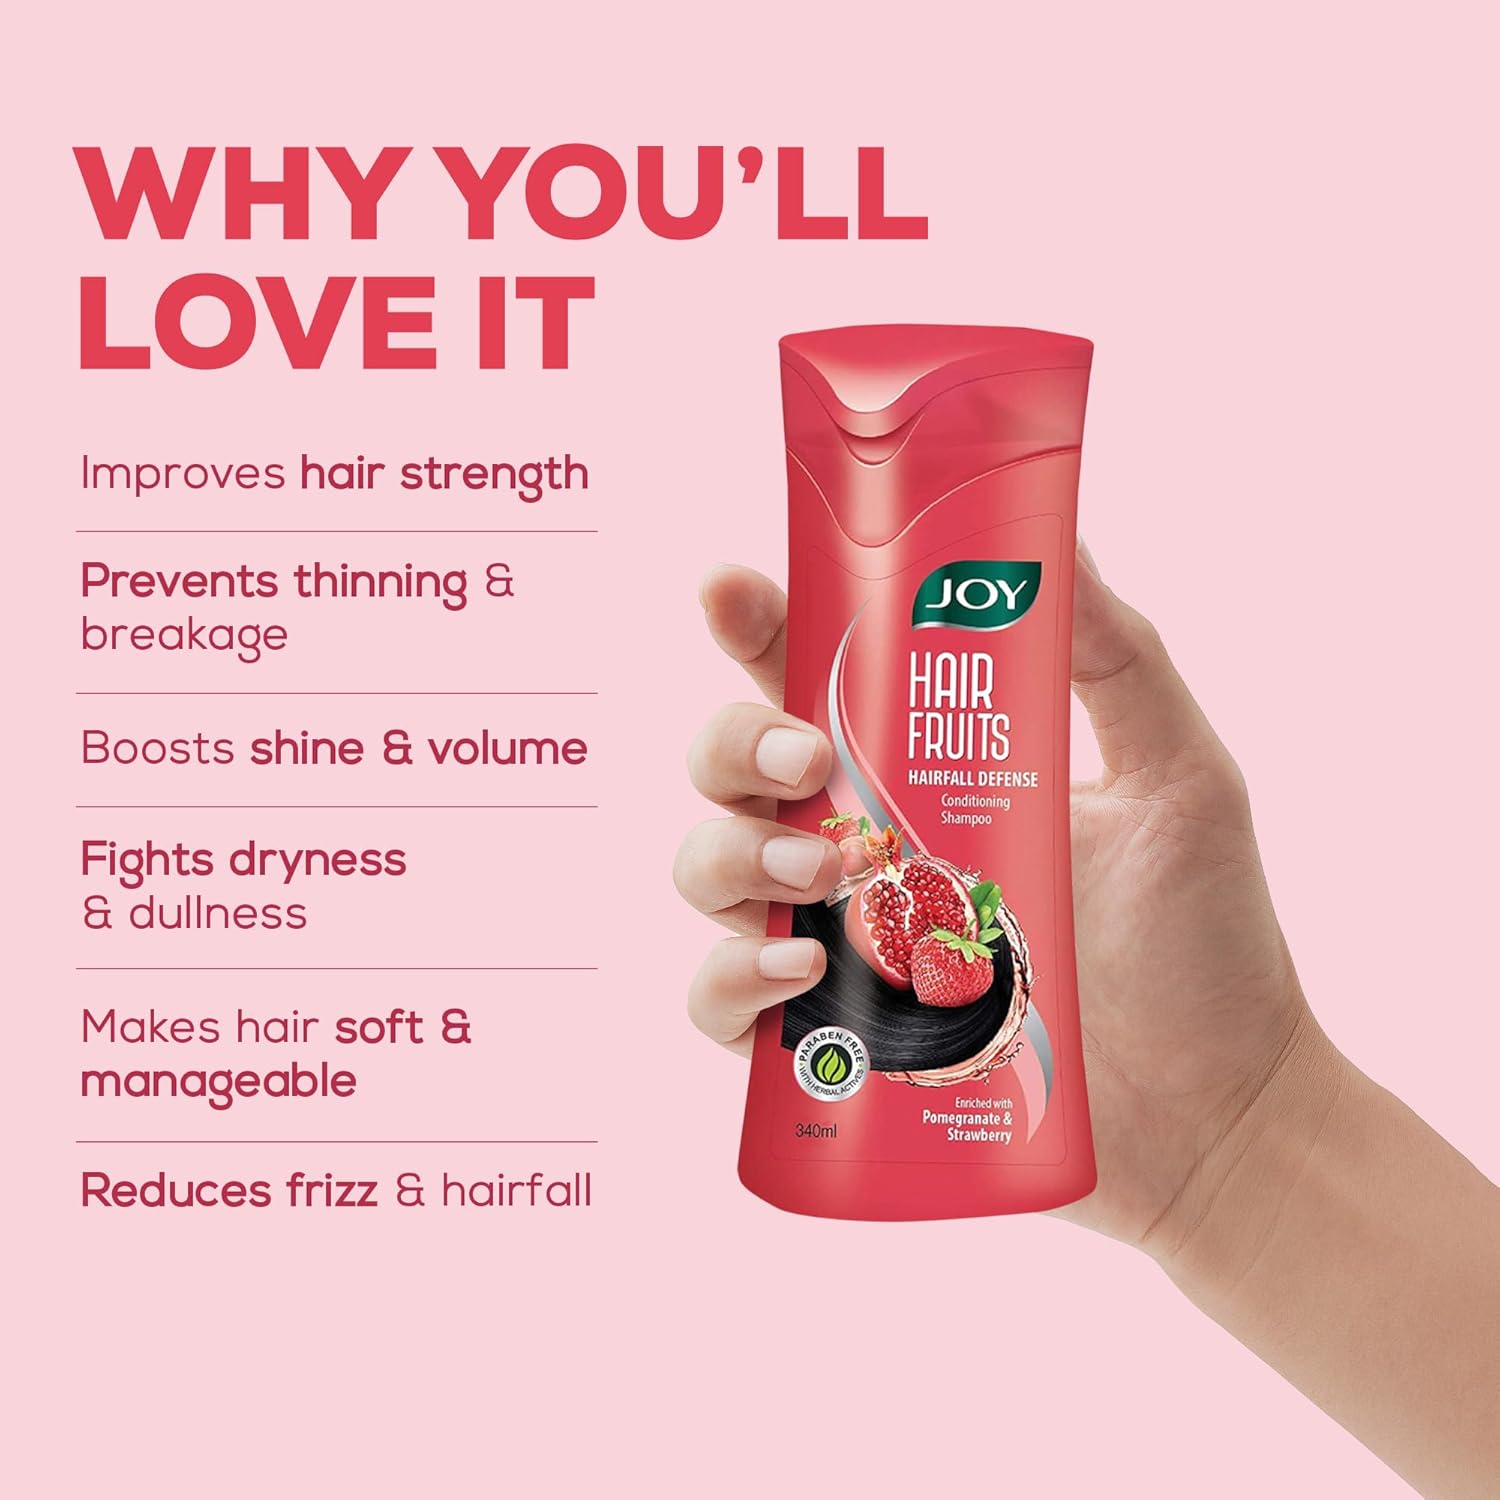 WHY YOU'LL
LOVE IT
Improves hair strength
Prevents thinning &
breakage
Boosts shine & volume
Fights dryness
& dullness
Makes hair soft &
manageable
Reduces frizz & hairfall
JOY
HAIR
FRUITS
HAIRFALL DEFENSE
Conditioning
Shampoo
PARABEN FREE
WITH HERBAL ACTIVES
Enriched with
Pomegranate &
Strawberry
340ml